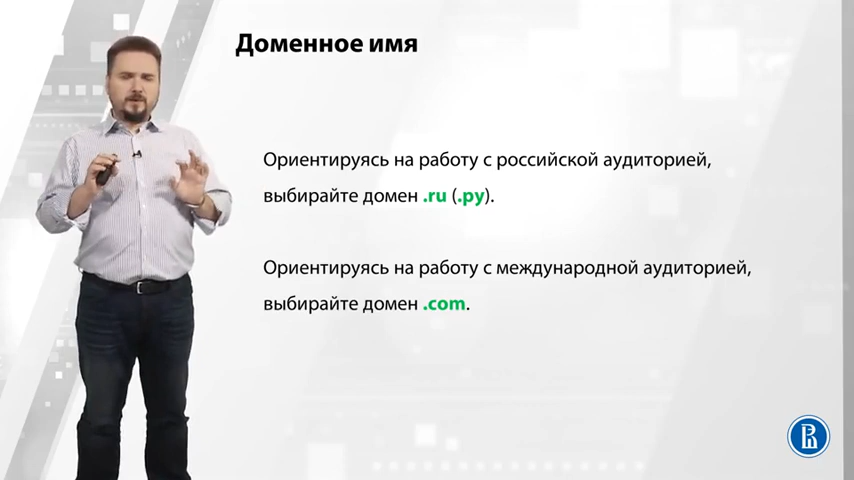 Доменное имя
Ориентируясь на работу с российской аудиторией,
выбирайте домен .ru (.ру).
Ориентируясь на работу с международной аудиторией,
выбирайте домен .com.